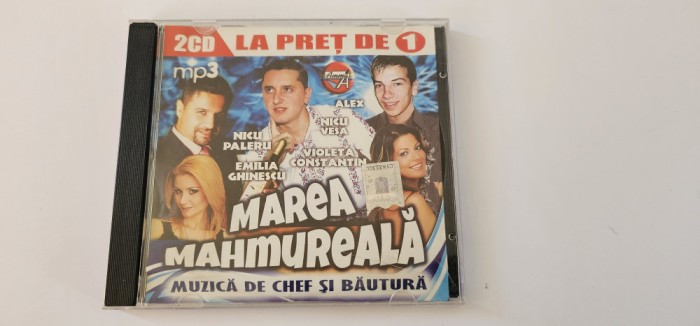 2CD LA PREȚ DE 1
mp3
ALEX
NICU
PALERU
NICU
VESA
EMILIA
GHINESCU
VIOLETA
CONSTANTIN
MAREA
MAHMUREALĂ
MUZICĂ DE CHEF ȘI BĂUTURĂ